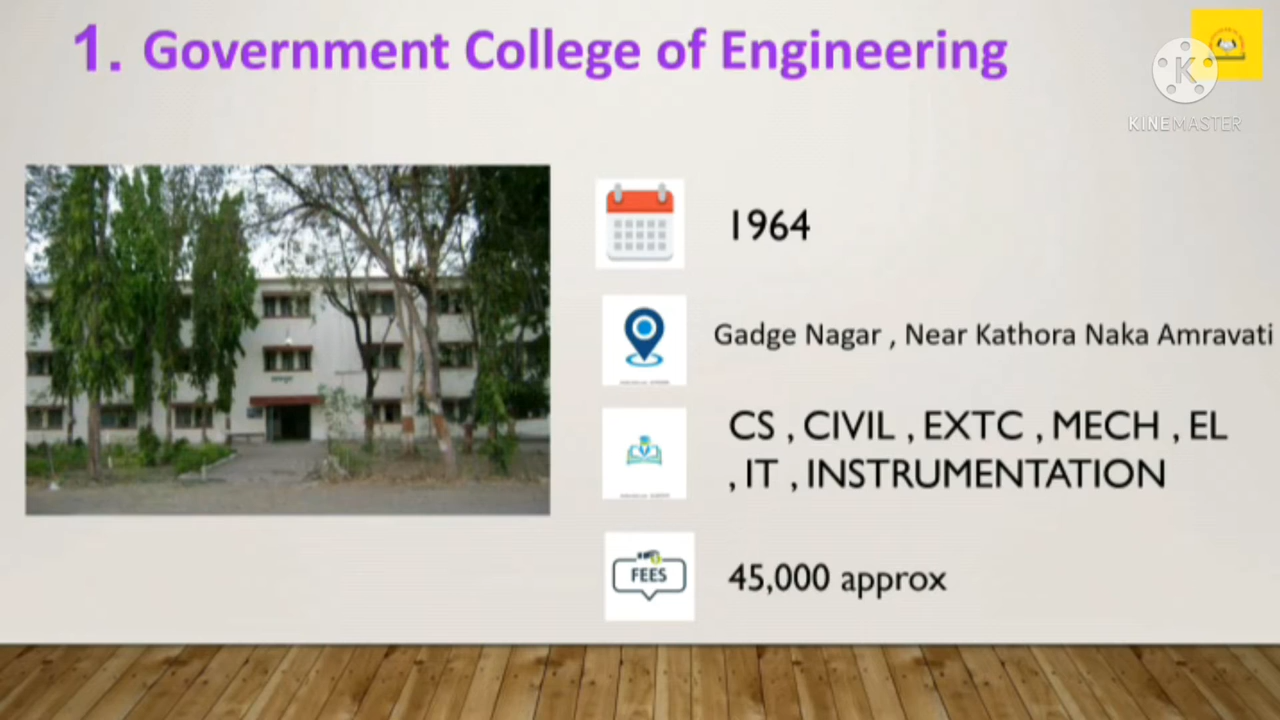 1. Government College of Engineering
KINEMASTER
K
1964
Gadge Nagar , Near Kathora Naka Amravati
CS , CIVIL , EXTC , MECH , EL
, IT , INSTRUMENTATION
FEES
45,000 approx